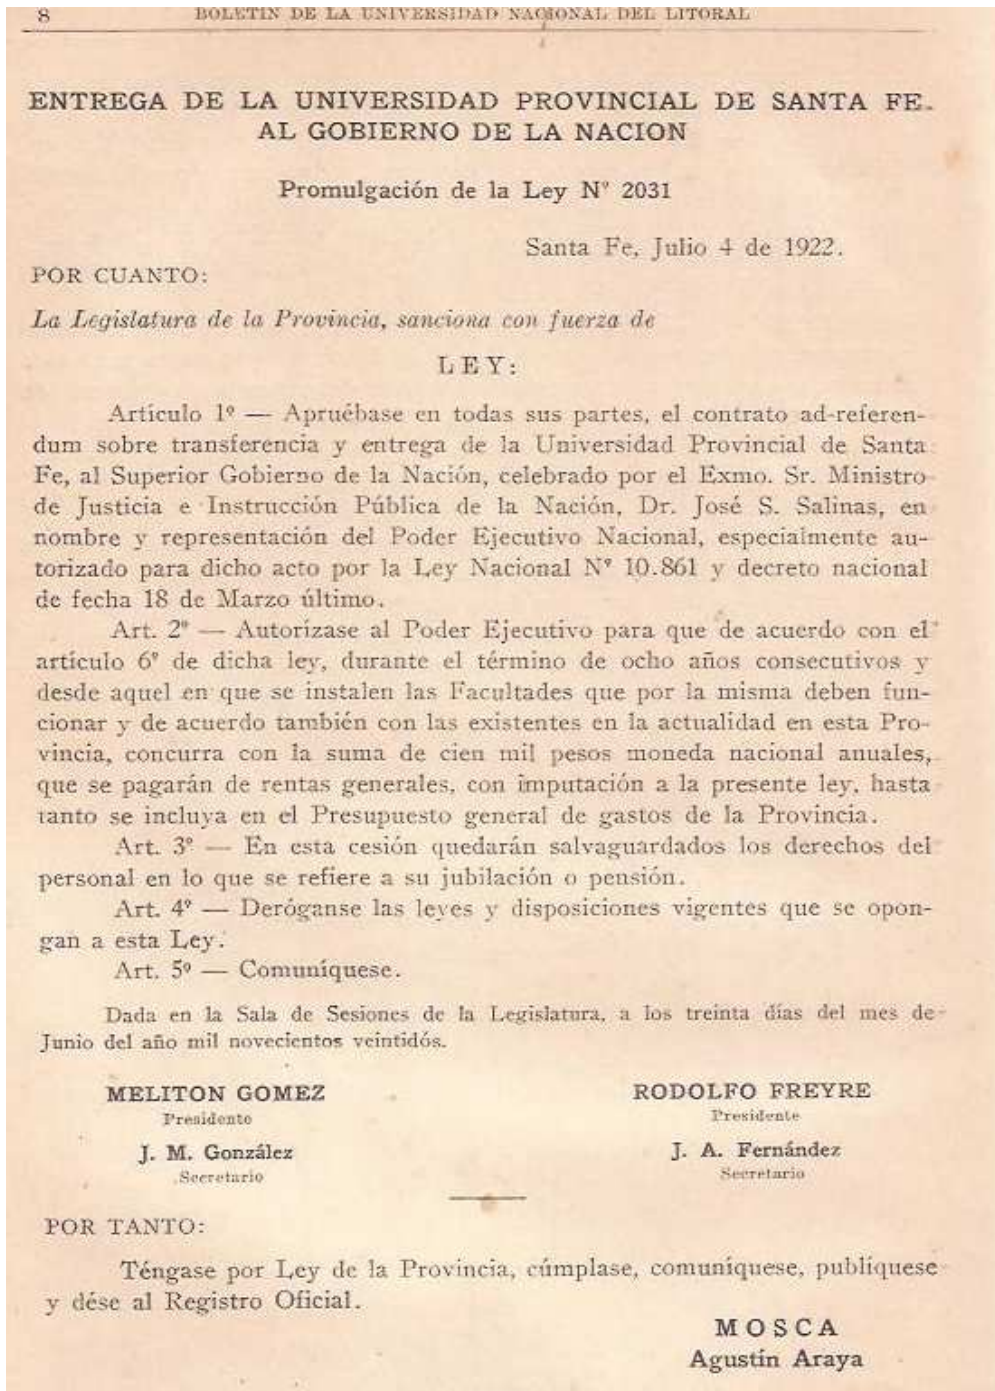 8 BOLETIN DE LA UNIVERSIDAD NACIONAL DEL LITORAL
ENTREGA DE LA UNIVERSIDAD PROVINCIAL DE SANTA FE
AL GOBIERNO DE LA NACION
Promulgación de la Ley Nº 2031
Santa Fe, Julio 4 de 1922.
POR CUANTO:
La Legislatura de la Provincia, sanciona con fuerza de
LEY:
Artículo 1º — Apruébase en todas sus partes, el contrato ad-referen-
dum sobre transferencia y entrega de la Universidad Provincial de Santa
Fe, al Superior Gobierno de la Nación, celebrado por el Exmo. Sr. Ministro
de Justicia e Instrucción Pública de la Nación, Dr. José S. Salinas, en
nombre y representación del Poder Ejecutivo Nacional, especialmente au-
torizado para dicho acto por la Ley Nacional Nº 10.861 y decreto nacional
de fecha 18 de Marzo último.
Art. 2º — Autorízase al Poder Ejecutivo para que de acuerdo con el
artículo 6º de dicha ley, durante el término de ocho años consecutivos y
desde aquel en que se instalen las Facultades que por la misma deben fun-
cionar y de acuerdo también con las existentes en la actualidad en esta Pro-
vincia, concurra con la suma de cien mil pesos moneda nacional anuales,
que se pagarán de rentas generales, con imputación a la presente ley, hasta
tanto se incluya en el Presupuesto general de gastos de la Provincia.
Art. 3º — En esta cesión quedarán salvaguardados los derechos del
personal en lo que se refiere a su jubilación o pensión.
Art. 4º — Deróganse las leyes y disposiciones vigentes que se opon-
gan a esta Ley.
Art. 5º — Comuníquese.
Dada en la Sala de Sesiones de la Legislatura, a los treinta días del mes de
Junio del año mil novecientos veintidós.
MELITON GOMEZ RODOLFO FREYRE
Presidente Presidente
J. M. González J. A. Fernández
Secretario Secretario
POR TANTO:
Téngase por Ley de la Provincia, cúmplase, comuníquese, publíquese
y dése al Registro Oficial.
MOSCA
Agustín Araya